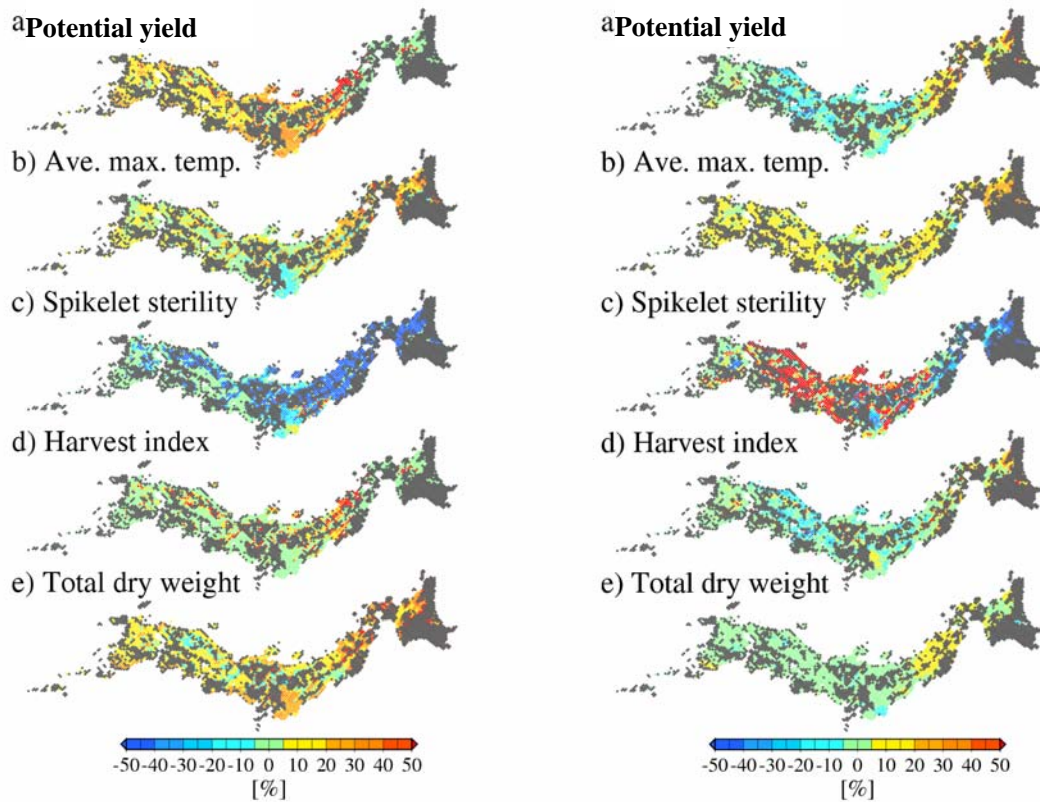 a Potential yield
b) Ave. max. temp.
c) Spikelet sterility
d) Harvest index
e) Total dry weight
-50 -40 -30 -20 -10 0 10 20 30 40 50
[%]
a Potential yield
b) Ave. max. temp.
c) Spikelet sterility
d) Harvest index
e) Total dry weight
-50 -40 -30 -20 -10 0 10 20 30 40 50
[%]